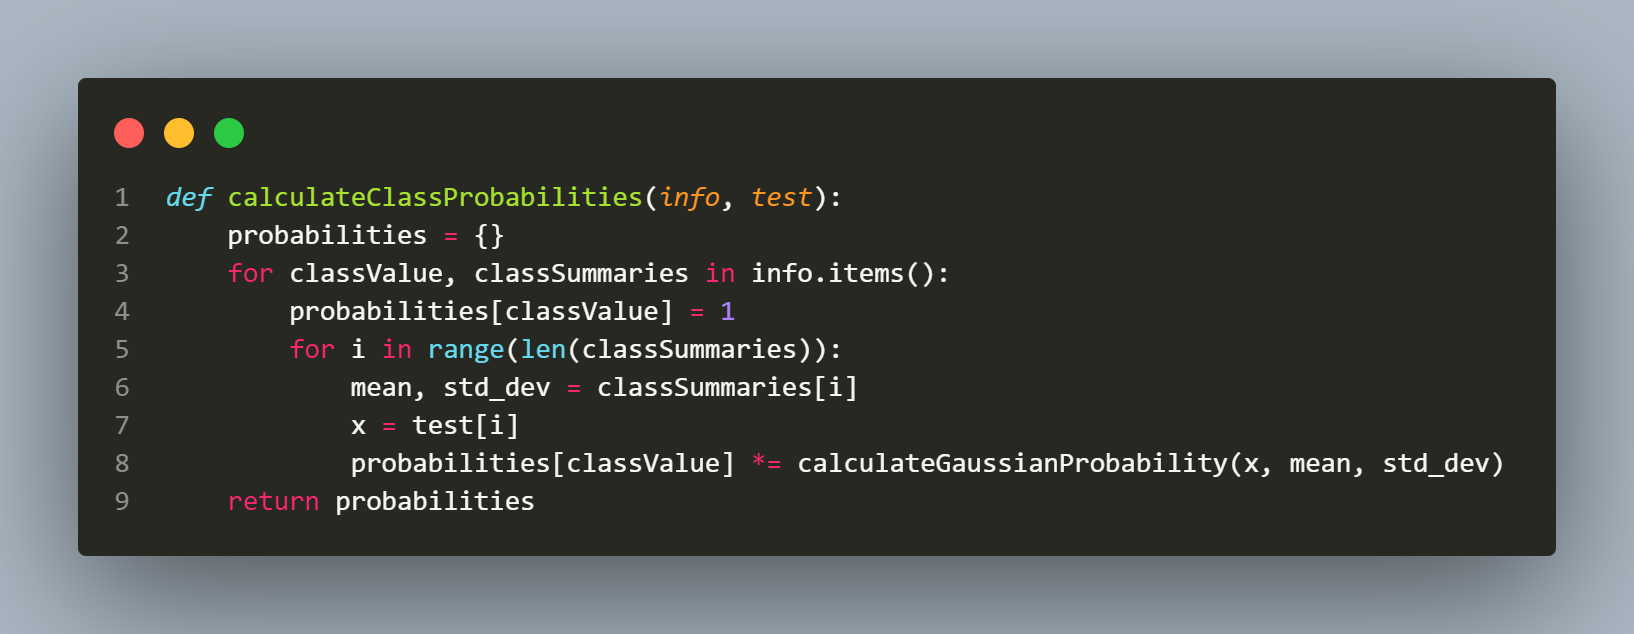 1 def calculateClassProbabilities(info, test):
2     probabilities = {}
3     for classValue, classSummaries in info.items():
4         probabilities[classValue] = 1
5         for i in range(len(classSummaries)):
6             mean, std_dev = classSummaries[i]
7             x = test[i]
8             probabilities[classValue] *= calculateGaussianProbability(x, mean, std_dev)
9     return probabilities